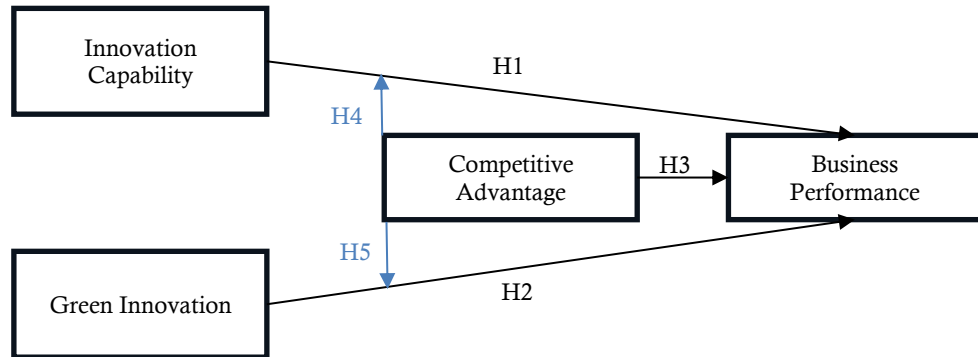 Innovation
Capability
H1
H4
Competitive
Advantage
H3
Business
Performance
H5
Green Innovation
H2